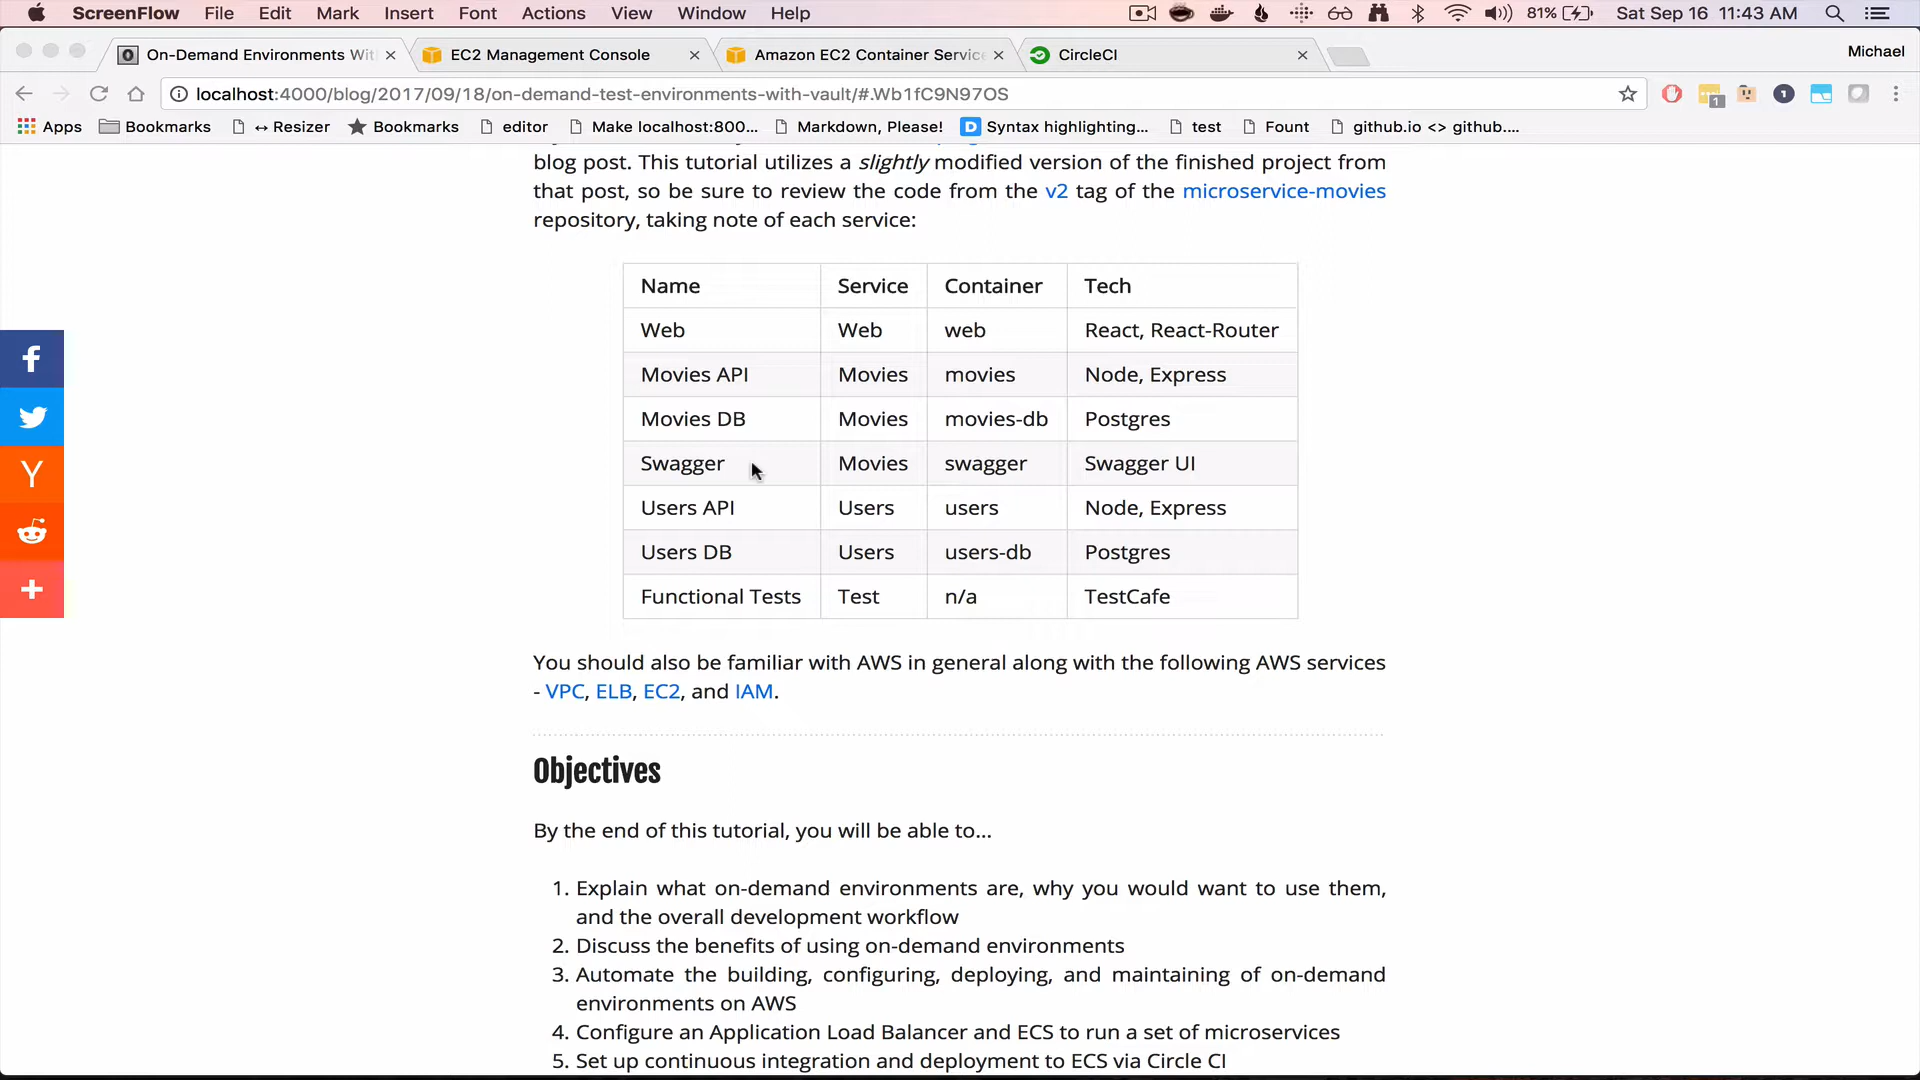 ScreenFlow File Edit Mark Insert Font Actions View Window Help 81% Sat Sep 16 11:43 AM
On-Demand Environments Wit EC2 Management Console Amazon EC2 Container Service CircleCI Michael
localhost:4000/blog/2017/09/18/on-demand-test-environments-with-vault/#.Wb1fC9N97OS
Apps Bookmarks ↔ Resizer Bookmarks editor Make localhost:800... Markdown, Please! Syntax highlighting... test Fount github.io <> github....
blog post. This tutorial utilizes a slightly modified version of the finished project from
that post, so be sure to review the code from the v2 tag of the microservice-movies
repository, taking note of each service:
Name Service Container Tech
Web Web web React, React-Router
Movies API Movies movies Node, Express
Movies DB Movies movies-db Postgres
Swagger Movies swagger Swagger UI
Users API Users users Node, Express
Users DB Users users-db Postgres
Functional Tests Test n/a TestCafe
You should also be familiar with AWS in general along with the following AWS services
- VPC, ELB, EC2, and IAM.
Objectives
By the end of this tutorial, you will be able to...
1. Explain what on-demand environments are, why you would want to use them,
and the overall development workflow
2. Discuss the benefits of using on-demand environments
3. Automate the building, configuring, deploying, and maintaining of on-demand
environments on AWS
4. Configure an Application Load Balancer and ECS to run a set of microservices
5. Set up continuous integration and deployment to ECS via Circle CI